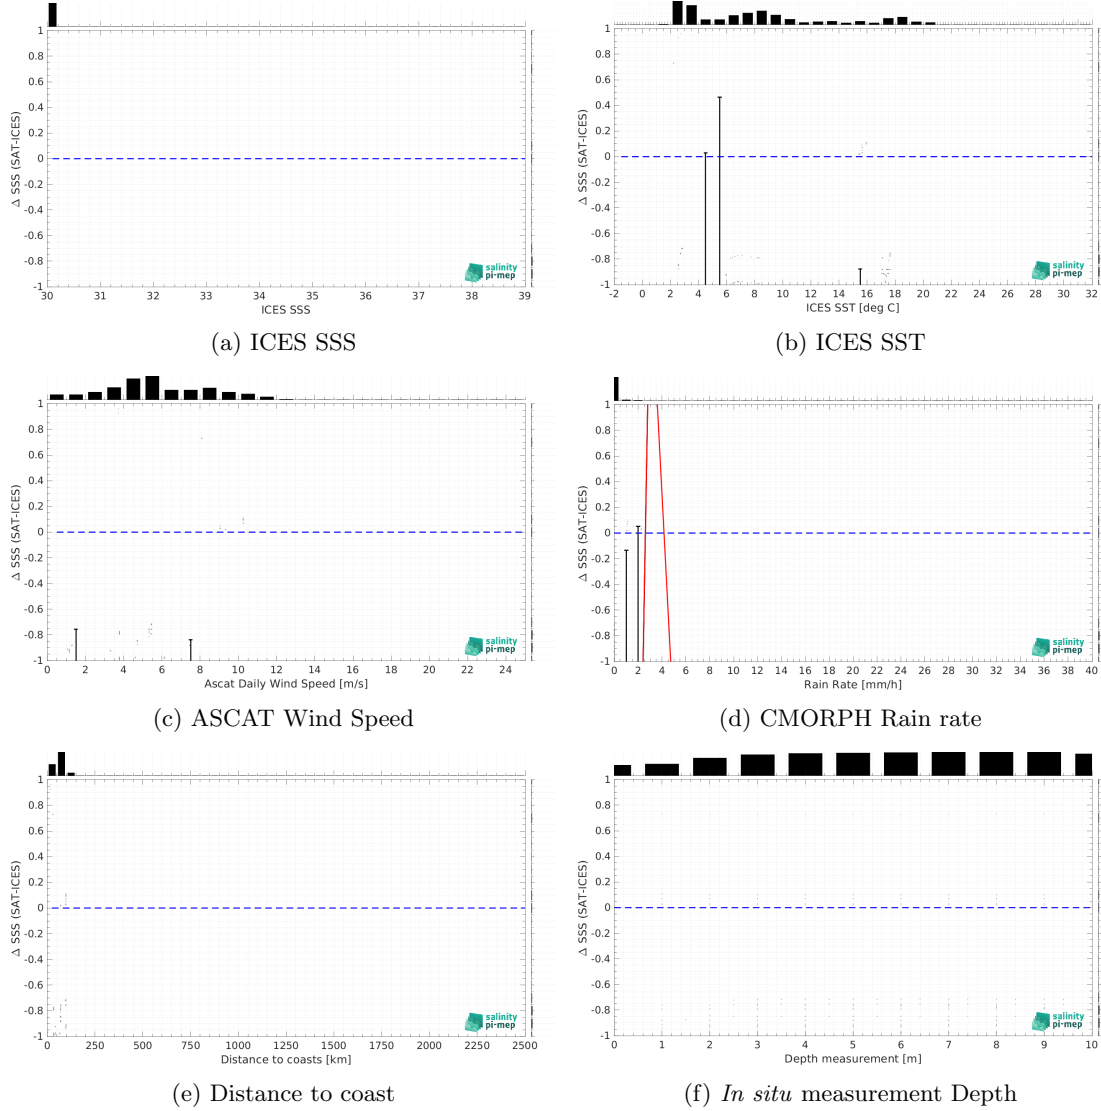 1
0.8
0.6
0.4
0.2
0
-0.2
-0.4
-0.6
-0.8
-1
Δ SSS (SAT-ICES)
salinity
pi-mep
30 31 32 33 34 35 36 37 38 39
ICES SSS
(a) ICES SSS
1
0.8
0.6
0.4
0.2
0
-0.2
-0.4
-0.6
-0.8
-1
Δ SSS (SAT-ICES)
salinity
pi-mep
-2 0 2 4 6 8 10 12 14 16 18 20 22 24 26 28 30 32
ICES SST [deg C]
(b) ICES SST
1
0.8
0.6
0.4
0.2
0
-0.2
-0.4
-0.6
-0.8
-1
Δ SSS (SAT-ICES)
salinity
pi-mep
0 2 4 6 8 10 12 14 16 18 20 22 24
Ascat Daily Wind Speed [m/s]
(c) ASCAT Wind Speed
1
0.8
0.6
0.4
0.2
0
-0.2
-0.4
-0.6
-0.8
-1
Δ SSS (SAT-ICES)
salinity
pi-mep
0 2 4 6 8 10 12 14 16 18 20 22 24 26 28 30 32 34 36 38 40
Rain Rate [mm/h]
(d) CMORPH Rain rate
1
0.8
0.6
0.4
0.2
0
-0.2
-0.4
-0.6
-0.8
-1
Δ SSS (SAT-ICES)
salinity
pi-mep
0 250 500 750 1000 1250 1500 1750 2000 2250 2500
Distance to coasts [km]
(e) Distance to coast
1
0.8
0.6
0.4
0.2
0
-0.2
-0.4
-0.6
-0.8
-1
Δ SSS (SAT-ICES)
salinity
pi-mep
0 1 2 3 4 5 6 7 8 9 10
Depth measurement [m]
(f) In situ measurement Depth